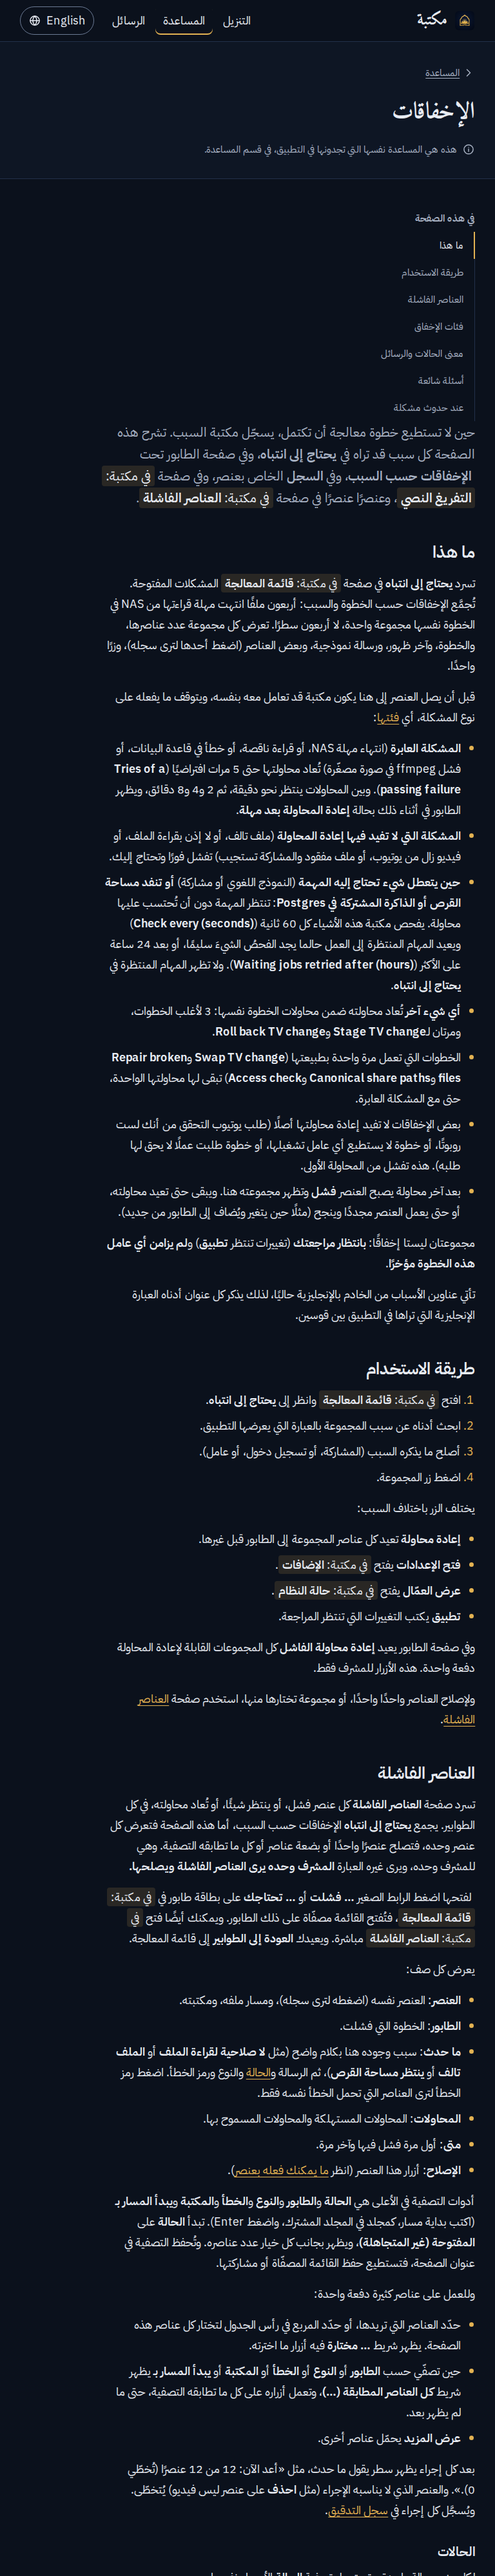 مكتبة
التنزيل
المساعدة
الرسائل
English
المساعدة
الإخفاقات
هذه هي المساعدة نفسها التي تجدونها في التطبيق، في قسم المساعدة.
في هذه الصفحة
ما هذا
طريقة الاستخدام
العناصر الفاشلة
فئات الإخفاق
معنى الحالات والرسائل
أسئلة شائعة
عند حدوث مشكلة
حين لا تستطيع خطوة معالجة أن تكتمل، يسجّل مكتبة السبب. تشرح هذه
الصفحة كل سبب قد تراه في يحتاج إلى انتباه، وفي صفحة الطابور تحت
الإخفاقات حسب السبب، وفي السجل الخاص بعنصر، وفي صفحة في مكتبة:
التفريغ النصي، وعنصرًا عنصرًا في صفحة في مكتبة: العناصر الفاشلة.
ما هذا
تسرد يحتاج إلى انتباه في صفحة في مكتبة: قائمة المعالجة المشكلات المفتوحة.
تُجمَّع الإخفاقات حسب الخطوة والسبب: أربعون ملفًا انتهت مهلة قراءتها من NAS في
الخطوة نفسها مجموعة واحدة، لا أربعون سطرًا. تعرض كل مجموعة عدد عناصرها،
والخطوة، وآخر ظهور، ورسالة نموذجية، وبعض العناصر (اضغط أحدها لترى سجله)، وزرًا
واحدًا.
قبل أن يصل العنصر إلى هنا يكون مكتبة قد تعامل معه بنفسه، ويتوقف ما يفعله على
نوع المشكلة، أي فئتها:
المشكلة العابرة (انتهاء مهلة NAS، أو قراءة ناقصة، أو خطأ في قاعدة البيانات، أو
فشل ffmpeg في صورة مصغّرة) تُعاد محاولتها حتى 5 مرات افتراضيًا (Tries of a
passing failure). وبين المحاولات ينتظر نحو دقيقة، ثم 2 و4 و8 دقائق، ويظهر
الطابور في أثناء ذلك بحالة إعادة المحاولة بعد مهلة.
المشكلة التي لا تفيد فيها إعادة المحاولة (ملف تالف، أو لا إذن بقراءة الملف، أو
فيديو زال من يوتيوب، أو ملف مفقود والمشاركة تستجيب) تفشل فورًا وتحتاج إليك.
حين يتعطل شيء تحتاج إليه المهمة (النموذج اللغوي أو مشاركة) أو تنفد مساحة
القرص أو الذاكرة المشتركة في Postgres: تنتظر المهمة دون أن تُحتسب عليها
محاولة. يفحص مكتبة هذه الأشياء كل 60 ثانية (Check every (seconds))
ويعيد المهام المنتظرة إلى العمل حالما يجد الفحصُ الشيءَ سليمًا، أو بعد 24 ساعة
على الأكثر (Waiting jobs retried after (hours)). ولا تظهر المهام المنتظرة في
يحتاج إلى انتباه.
أي شيء آخر تُعاد محاولته ضمن محاولات الخطوة نفسها: 3 لأغلب الخطوات،
ومرتان لـStage TV change وRoll back TV change.
الخطوات التي تعمل مرة واحدة بطبيعتها (Swap TV change وRepair broken
files وCanonical share paths وAccess check) تبقى لها محاولتها الواحدة،
حتى مع المشكلة العابرة.
بعض الإخفاقات لا تفيد إعادة محاولتها أصلًا (طلب يوتيوب التحقق من أنك لست
روبوتًا، أو خطوة لا يستطيع أي عامل تشغيلها، أو خطوة طلبت عملًا لا يحق لها
طلبه). هذه تفشل من المحاولة الأولى.
بعد آخر محاولة يصبح العنصر فشل وتظهر مجموعته هنا. ويبقى حتى تعيد محاولته،
أو حتى يعمل العنصر مجددًا وينجح (مثلًا حين يتغير ويُضاف إلى الطابور من جديد).
مجموعتان ليستا إخفاقًا: بانتظار مراجعتك (تغييرات تنتظر تطبيق) ولم يزامن أي عامل
هذه الخطوة مؤخرًا.
تأتي عناوين الأسباب من الخادم بالإنجليزية حاليًا، لذلك يذكر كل عنوان أدناه العبارة
الإنجليزية التي تراها في التطبيق بين قوسين.
طريقة الاستخدام
1. افتح في مكتبة: قائمة المعالجة وانظر إلى يحتاج إلى انتباه.
2. ابحث أدناه عن سبب المجموعة بالعبارة التي يعرضها التطبيق.
3. أصلح ما يذكره السبب (المشاركة، أو تسجيل دخول، أو عامل).
4. اضغط زر المجموعة.
يختلف الزر باختلاف السبب:
إعادة محاولة تعيد كل عناصر المجموعة إلى الطابور قبل غيرها.
فتح الإعدادات يفتح في مكتبة: الإضافات.
عرض العمّال يفتح في مكتبة: حالة النظام.
تطبيق يكتب التغييرات التي تنتظر المراجعة.
وفي صفحة الطابور يعيد إعادة محاولة الفاشل كل المجموعات القابلة لإعادة المحاولة
دفعة واحدة. هذه الأزرار للمشرف فقط.
ولإصلاح العناصر واحدًا واحدًا، أو مجموعة تختارها منها، استخدم صفحة العناصر
الفاشلة.
العناصر الفاشلة
تسرد صفحة العناصر الفاشلة كل عنصر فشل، أو ينتظر شيئًا، أو تُعاد محاولته، في كل
الطوابير. يجمع يحتاج إلى انتباه الإخفاقات حسب السبب، أما هذه الصفحة فتعرض كل
عنصر وحده، فتصلح عنصرًا واحدًا أو بضعة عناصر أو كل ما تطابقه التصفية. وهي
للمشرف وحده، ويرى غيره العبارة المشرف وحده يرى العناصر الفاشلة ويصلحها.
لفتحها اضغط الرابط الصغير ... فشلت أو ... تحتاجك على بطاقة طابور في في مكتبة:
قائمة المعالجة، فتُفتح القائمة مصفّاة على ذلك الطابور. ويمكنك أيضًا فتح في
مكتبة: العناصر الفاشلة مباشرة. ويعيدك العودة إلى الطوابير إلى قائمة المعالجة.
يعرض كل صف:
العنصر: العنصر نفسه (اضغطه لترى سجله)، ومسار ملفه، ومكتبته.
الطابور: الخطوة التي فشلت.
ما حدث: سبب وجوده هنا بكلام واضح (مثل لا صلاحية لقراءة الملف أو الملف
تالف أو ينتظر مساحة القرص)، ثم الرسالة والحالة والنوع ورمز الخطأ. اضغط رمز
الخطأ لترى العناصر التي تحمل الخطأ نفسه فقط.
المحاولات: المحاولات المستهلكة والمحاولات المسموح بها.
متى: أول مرة فشل فيها وآخر مرة.
الإصلاح: أزرار هذا العنصر (انظر ما يمكنك فعله بعنصر).
أدوات التصفية في الأعلى هي الحالة والطابور والنوع والخطأ والمكتبة ويبدأ المسار بـ
(اكتب بداية مسار، كمجلد في المجلد المشترك، واضغط Enter). تبدأ الحالة على
المفتوحة (غير المتجاهلة)، ويظهر بجانب كل خيار عدد عناصره. وتُحفظ التصفية في
عنوان الصفحة، فتستطيع حفظ القائمة المصفّاة أو مشاركتها.
وللعمل على عناصر كثيرة دفعة واحدة:
حدّد العناصر التي تريدها، أو حدّد المربع في رأس الجدول لتختار كل عناصر هذه
الصفحة. يظهر شريط ... مختارة فيه أزرار ما اخترته.
حين تصفّي حسب الطابور أو النوع أو الخطأ أو المكتبة أو يبدأ المسار بـ يظهر
شريط كل العناصر المطابقة (...)، وتعمل أزراره على كل ما تطابقه التصفية، حتى ما
لم يظهر بعد.
عرض المزيد يحمّل عناصر أخرى.
بعد كل إجراء يظهر سطر يقول ما حدث، مثل «أعد الآن: 12 من 12 عنصرًا (تُخطّي
0).». والعنصر الذي لا يناسبه الإجراء (مثل احذف على عنصر ليس فيديو) يُتخطّى.
ويُسجَّل كل إجراء في سجل التدقيق.
الحالات